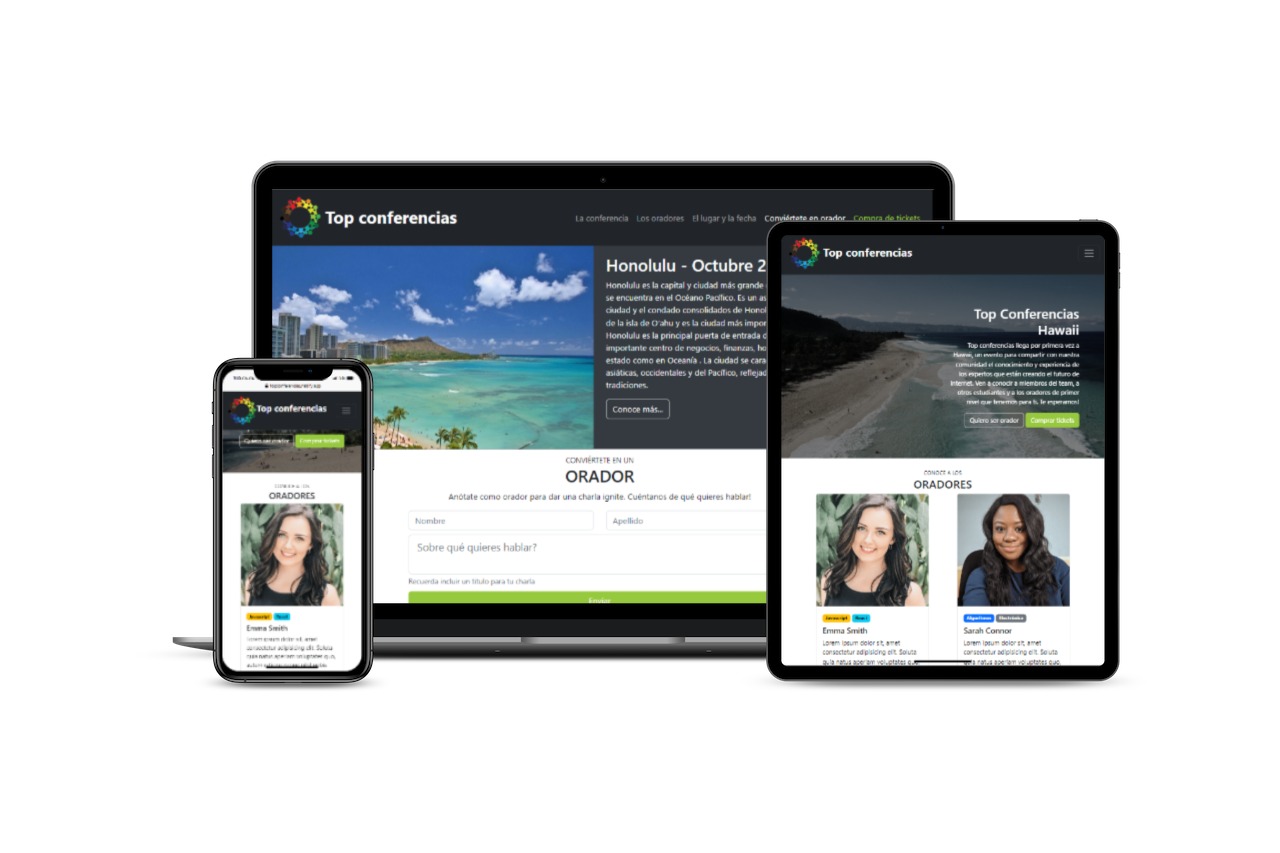 Top conferencias
La conferencia Los oradores El lugar y la fecha Conviértete en orador Compra de tickets
Honolulu - Octubre 2
Honolulu es la capital y ciudad más grande
se encuentra en el Océano Pacífico. Es un as
ciudad y el condado consolidados de Honol
de la isla de O'ahu y es la ciudad más impor
Honolulu es la principal puerta de entrada d
importante centro de negocios, finanzas, ho
estado como en Oceanía . La ciudad se cara
asiáticas, occidentales y del Pacífico, reflejad
tradiciones.
Conoce más...
CONVIÉRTETE EN UN
ORADOR
Anótate como orador para dar una charla ignite. Cuéntanos de qué quieres hablar!
Nombre
Apellido
Sobre qué quieres hablar?
Recuerda incluir un título para tu charla
Enviar
Top conferencias
Quiero ser orador
Comprar tickets
CONOCE A LOS
ORADORES
Javascript React
Emma Smith
Lorem ipsum dolor sit, amet
consectetur adipisicing elit. Soluta
quia natus aperiam voluptates quo,
Top conferencias
Top Conferencias
Hawaii
Top conferencias llega por primera vez a
Hawai, un evento para compartir con nuestra
comunidad el conocimiento y experiencia de
los expertos que están creando el futuro de
Internet. Ven a conocer a miembros del team, a
otros estudiantes y a los oradores de primer
nivel que tenemos para ti. Te esperamos!
Quiero ser orador
Comprar tickets
CONOCE A LOS
ORADORES
Javascript React
Emma Smith
Lorem ipsum dolor sit, amet
consectetur adipisicing elit. Soluta
quia natus aperiam voluptates quo,
Algoritmos Electrónica
Sarah Connor
Lorem ipsum dolor sit, amet
consectetur adipisicing elit. Soluta
quia natus aperiam voluptates quo,